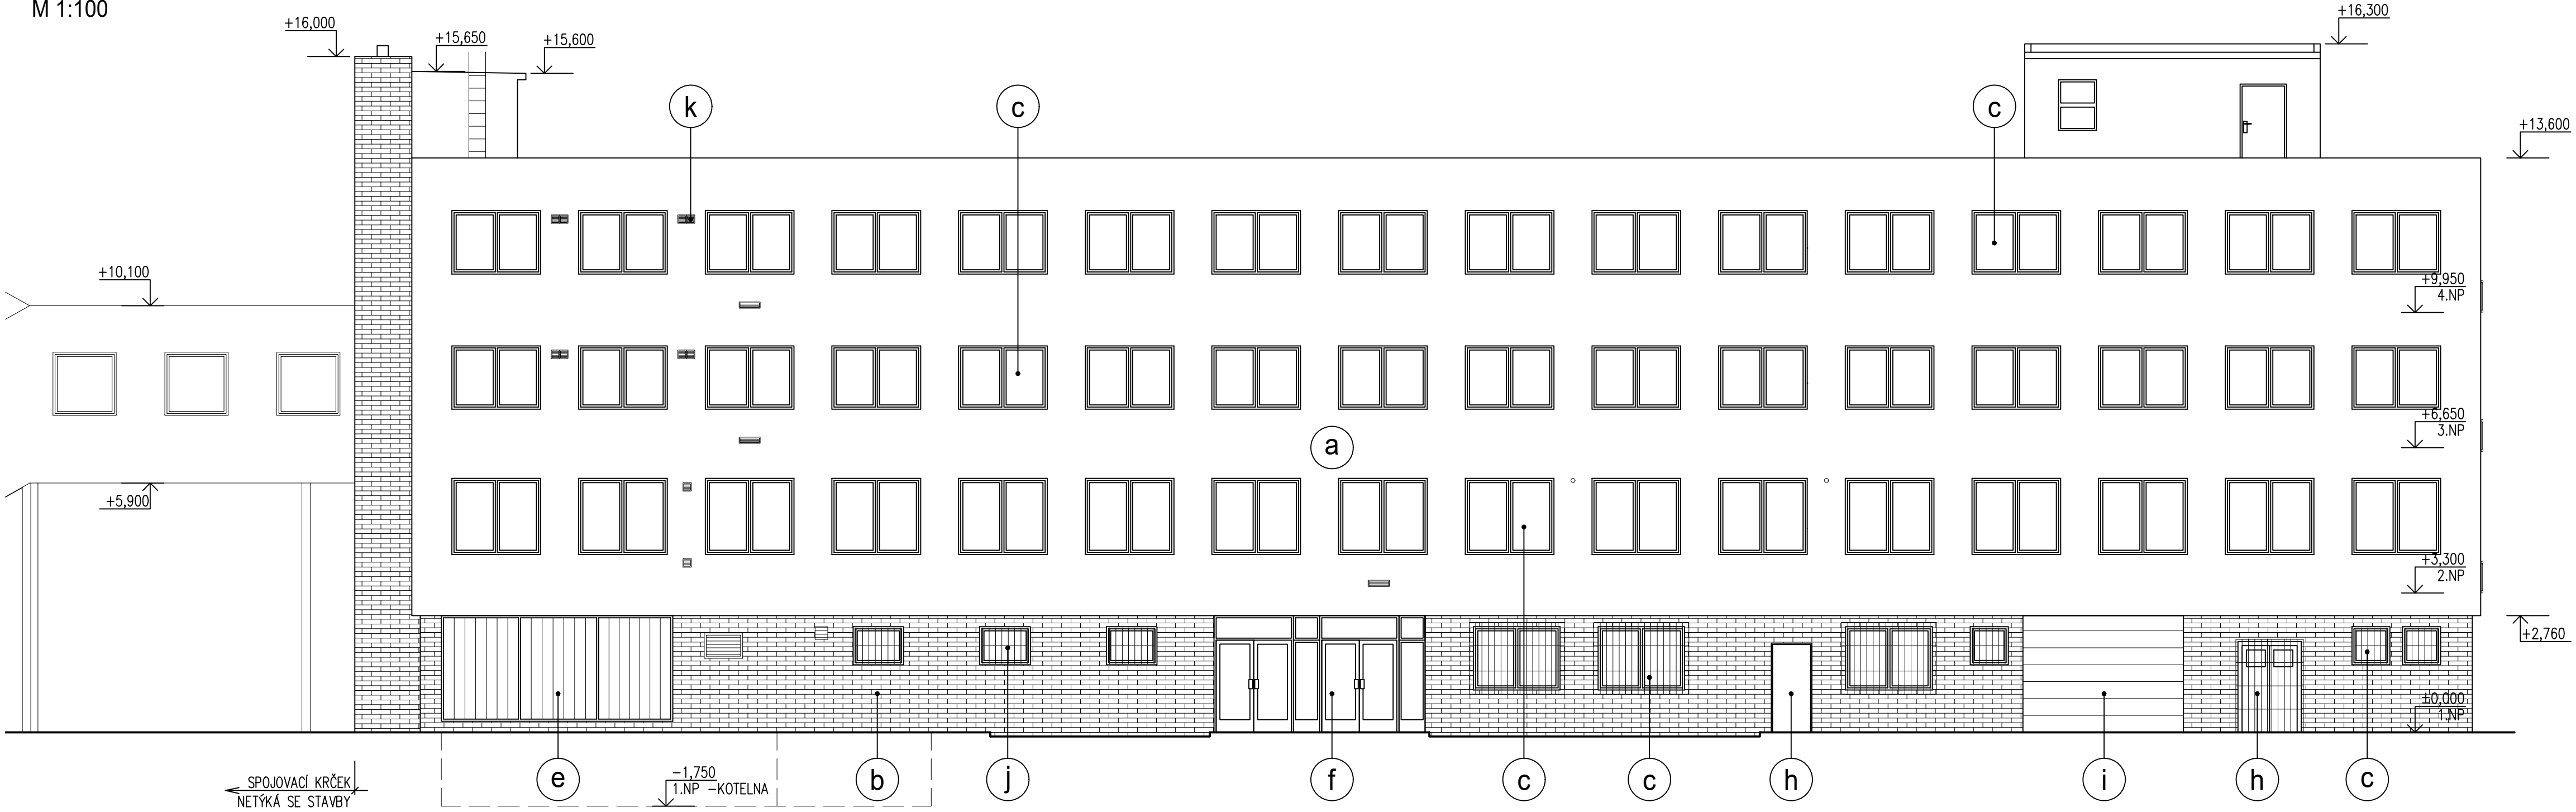 M 1:100
+16,000
+15,650
+15,600
+16,300
k
c
c
+13,600
+10,100
+9,950
4.NP
+6,650
3.NP
a
+5,900
+3,300
2.NP
+2,760
±0,000
1.NP
e
b
j
f
c
c
h
i
h
c
-1,750
1.NP -KOTELNA
SPOJOVACÍ KRČEK
NETÝKÁ SE STAVBY